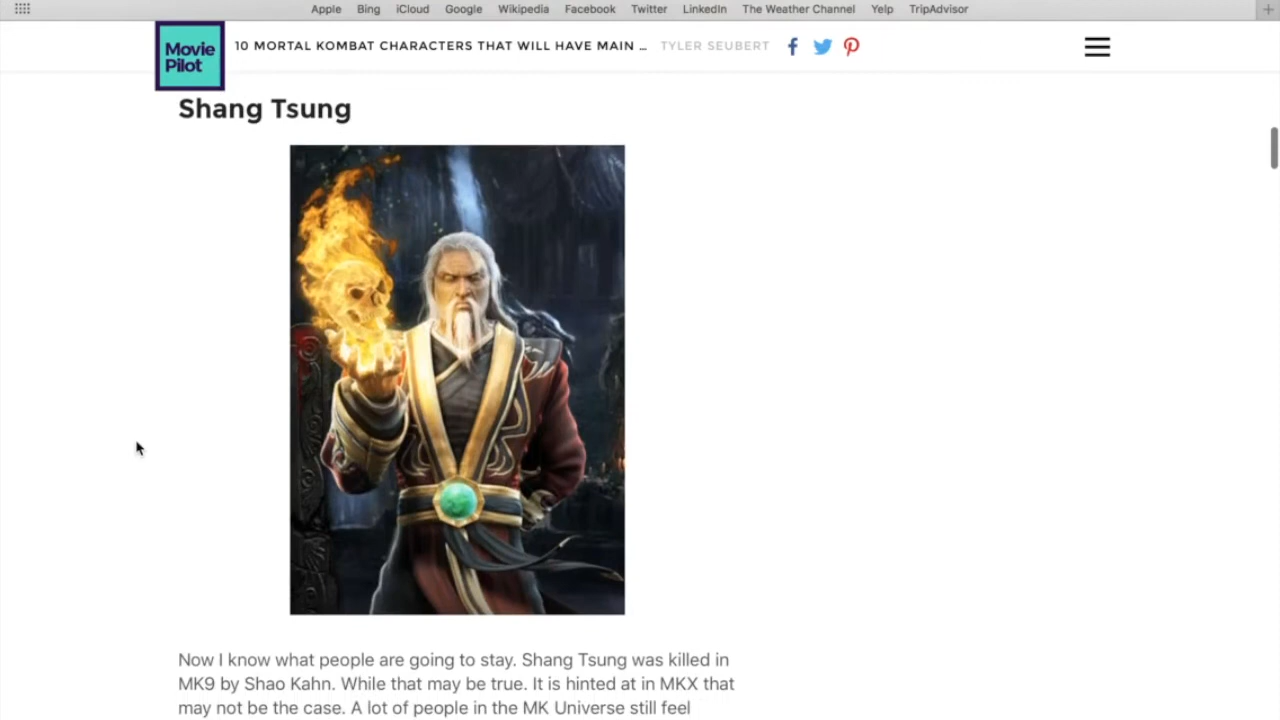 Apple Bing iCloud Google Wikipedia Facebook Twitter LinkedIn The Weather Channel Yelp TripAdvisor
Movie
Pilot
10 MORTAL KOMBAT CHARACTERS THAT WILL HAVE MAIN ... TYLER SEUBERT
Shang Tsung
Now I know what people are going to stay. Shang Tsung was killed in
MK9 by Shao Kahn. While that may be true. It is hinted at in MKX that
may not be the case. A lot of people in the MK Universe still feel